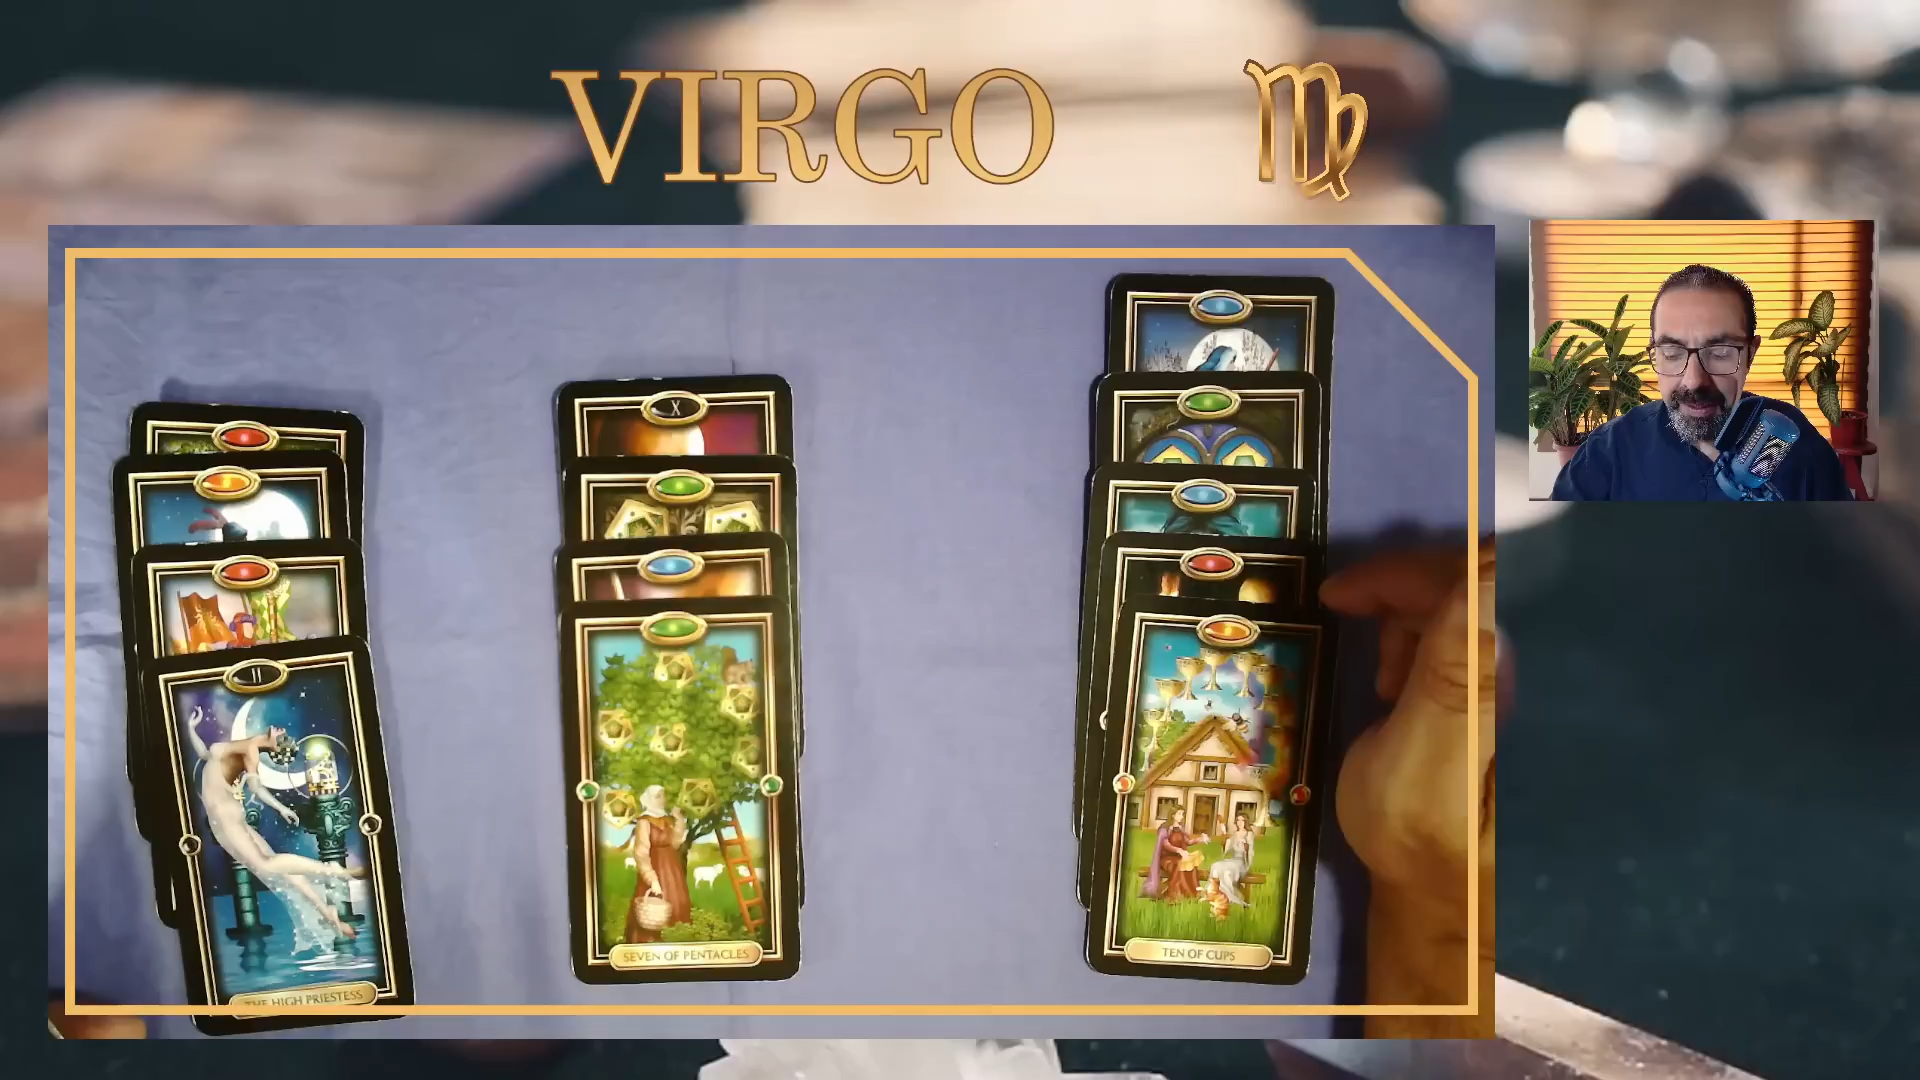 VIRGO
X
II
THE HIGH PRIESTESS
SEVEN OF PENTACLES
TEN OF CUPS